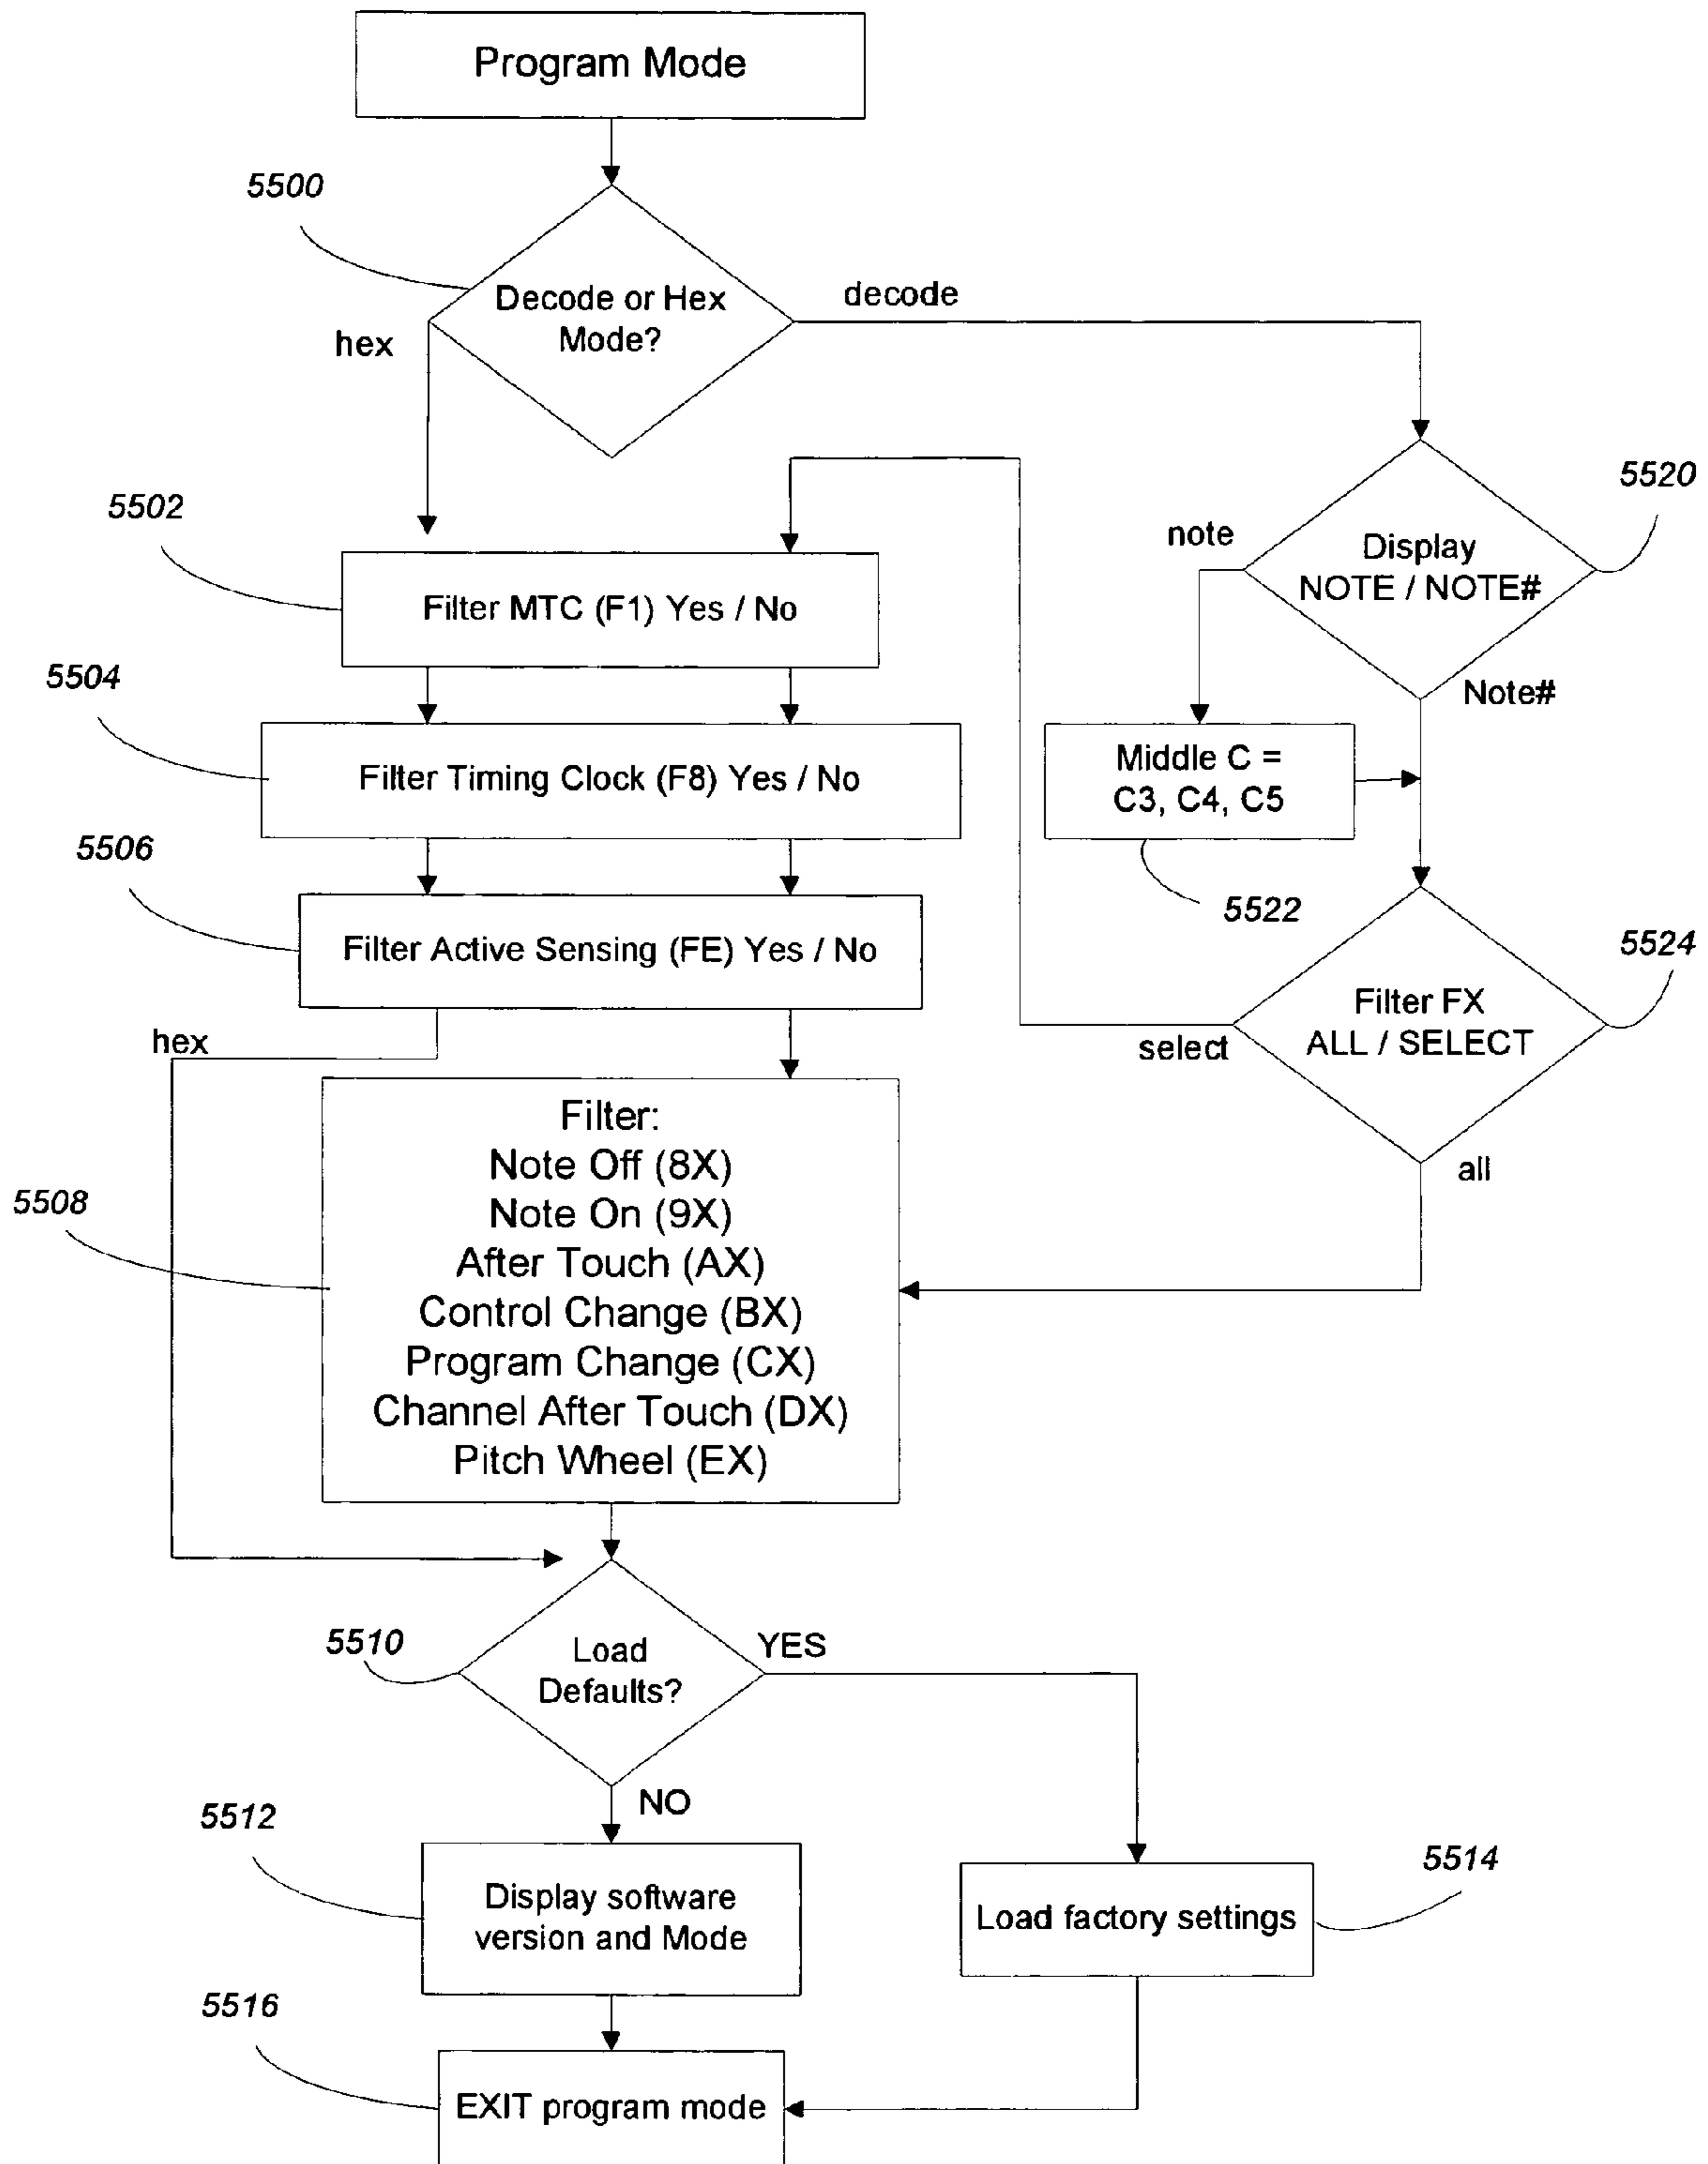 Program Mode
5500
Decode or Hex
Mode?
decode
hex
5520
5502
note
Display
NOTE / NOTE#
Filter MTC (F1) Yes / No
5504
Note#
Filter Timing Clock (F8) Yes / No
Middle C =
C3, C4, C5
5506
5522
Filter Active Sensing (FE) Yes / No
5524
Filter FX
ALL / SELECT
hex
select
Filter:
Note Off (8X)
Note On (9X)
After Touch (AX)
Control Change (BX)
Program Change (CX)
Channel After Touch (DX)
Pitch Wheel (EX)
all
5508
5510
Load
Defaults?
YES
NO
5512
Display software
version and Mode
5514
Load factory settings
5516
EXIT program mode